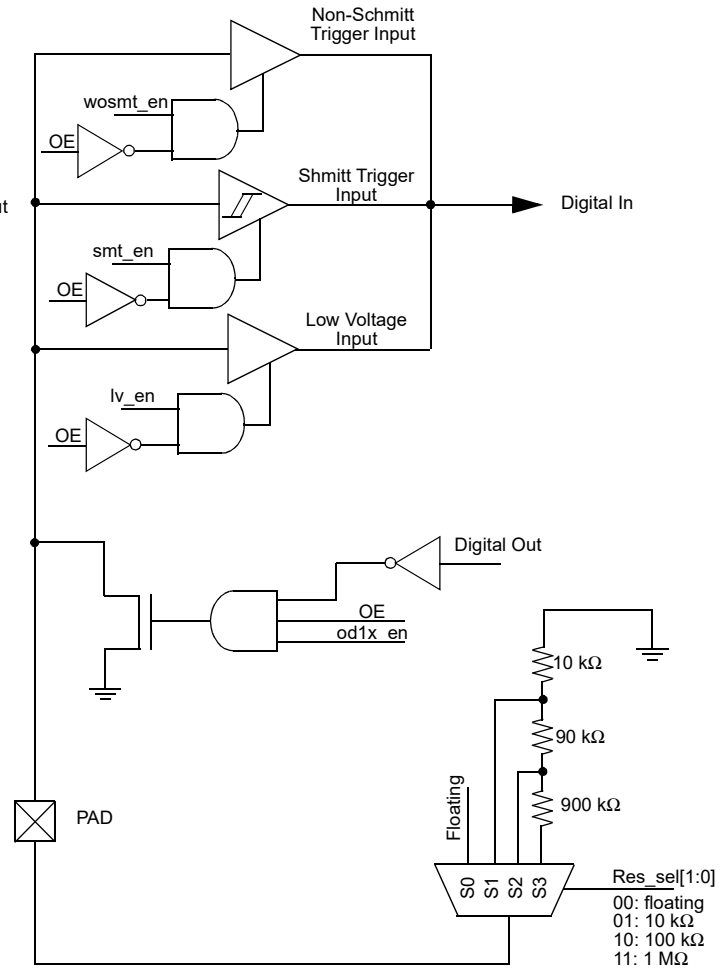 Non-Schmitt
Trigger Input
wosmt_en
OE
Shmitt Trigger
Input
Digital In
smt_en
OE
Low Voltage
Input
lv_en
OE
Digital Out
OE
od1x_en
10 kΩ
90 kΩ
900 kΩ
Floating
PAD
S0
S1
S2
S3
Res_sel[1:0]
00: floating
01: 10 kΩ
10: 100 kΩ
11: 1 MΩ